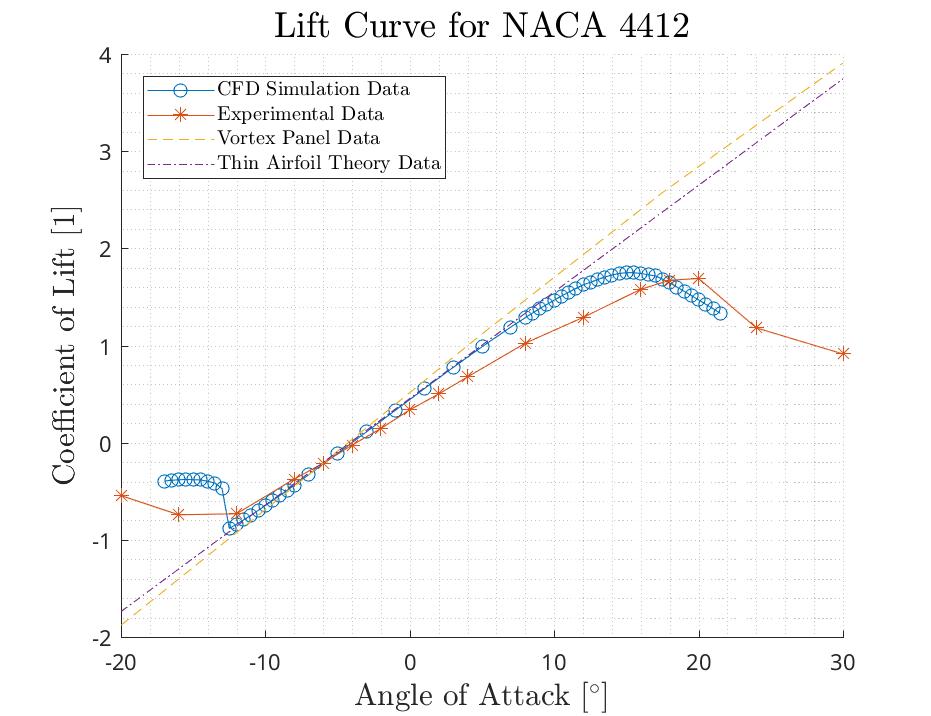 Lift Curve for NACA 4412
4
3
2
1
0
-1
-2
Coefficient of Lift [1]
CFD Simulation Data
Experimental Data
Vortex Panel Data
Thin Airfoil Theory Data
-20
-10
0
10
20
30
Angle of Attack [°]